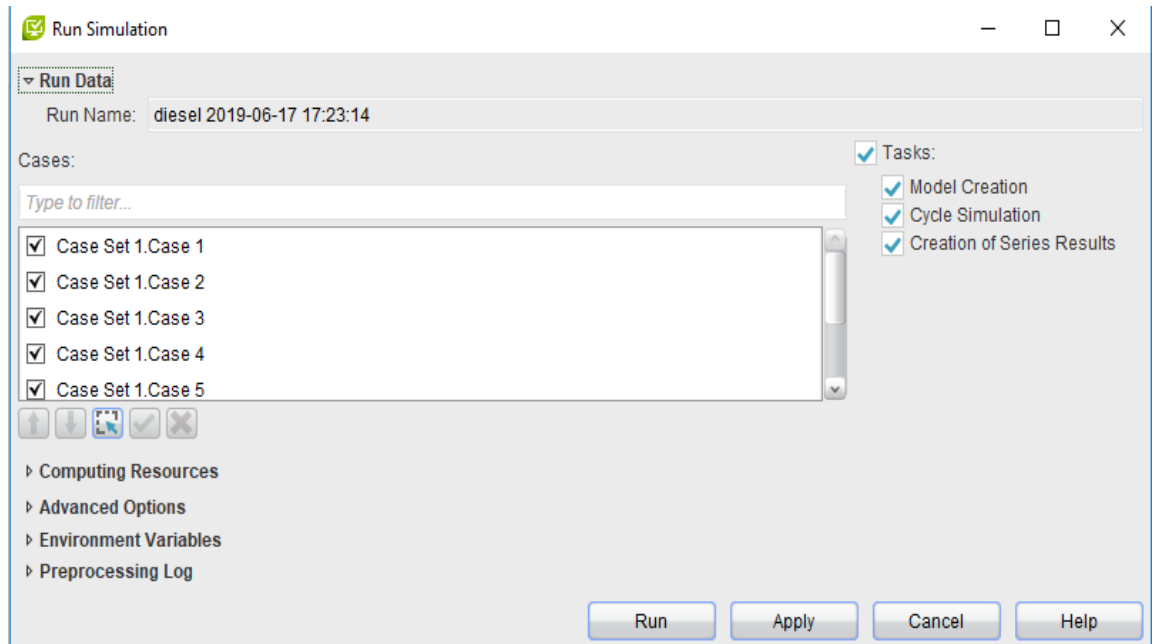 Run Simulation
Run Data
Run Name: diesel 2019-06-17 17:23:14
Cases:
Type to filter...
Case Set 1.Case 1
Case Set 1.Case 2
Case Set 1.Case 3
Case Set 1.Case 4
Case Set 1.Case 5
Tasks:
Model Creation
Cycle Simulation
Creation of Series Results
Computing Resources
Advanced Options
Environment Variables
Preprocessing Log
Run Apply Cancel Help